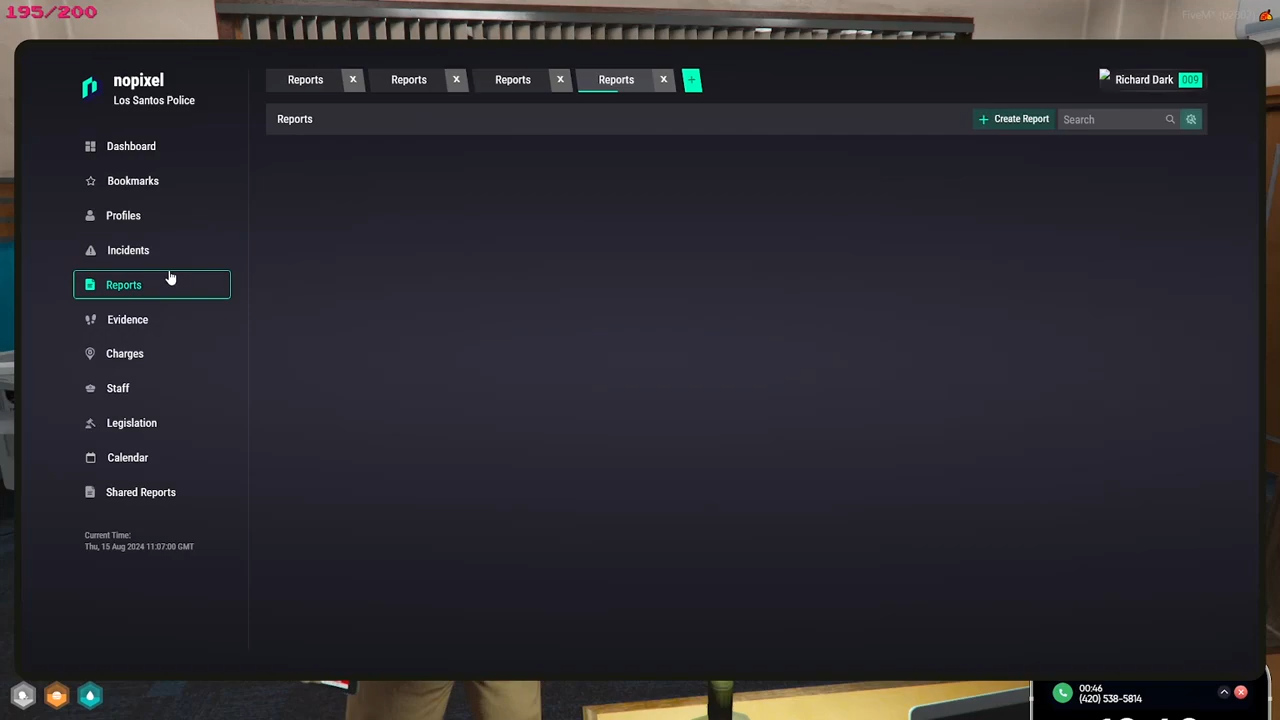 195/200
nopixel
Los Santos Police
Reports x Reports x Reports x Reports x +
Richard Dark 009
Reports
Create Report
Search
Dashboard
Bookmarks
Profiles
Incidents
Reports
Evidence
Charges
Staff
Legislation
Calendar
Shared Reports
Current Time:
Thu, 15 Aug 2024 11:07:00 GMT
00:46
(420) 538-5814